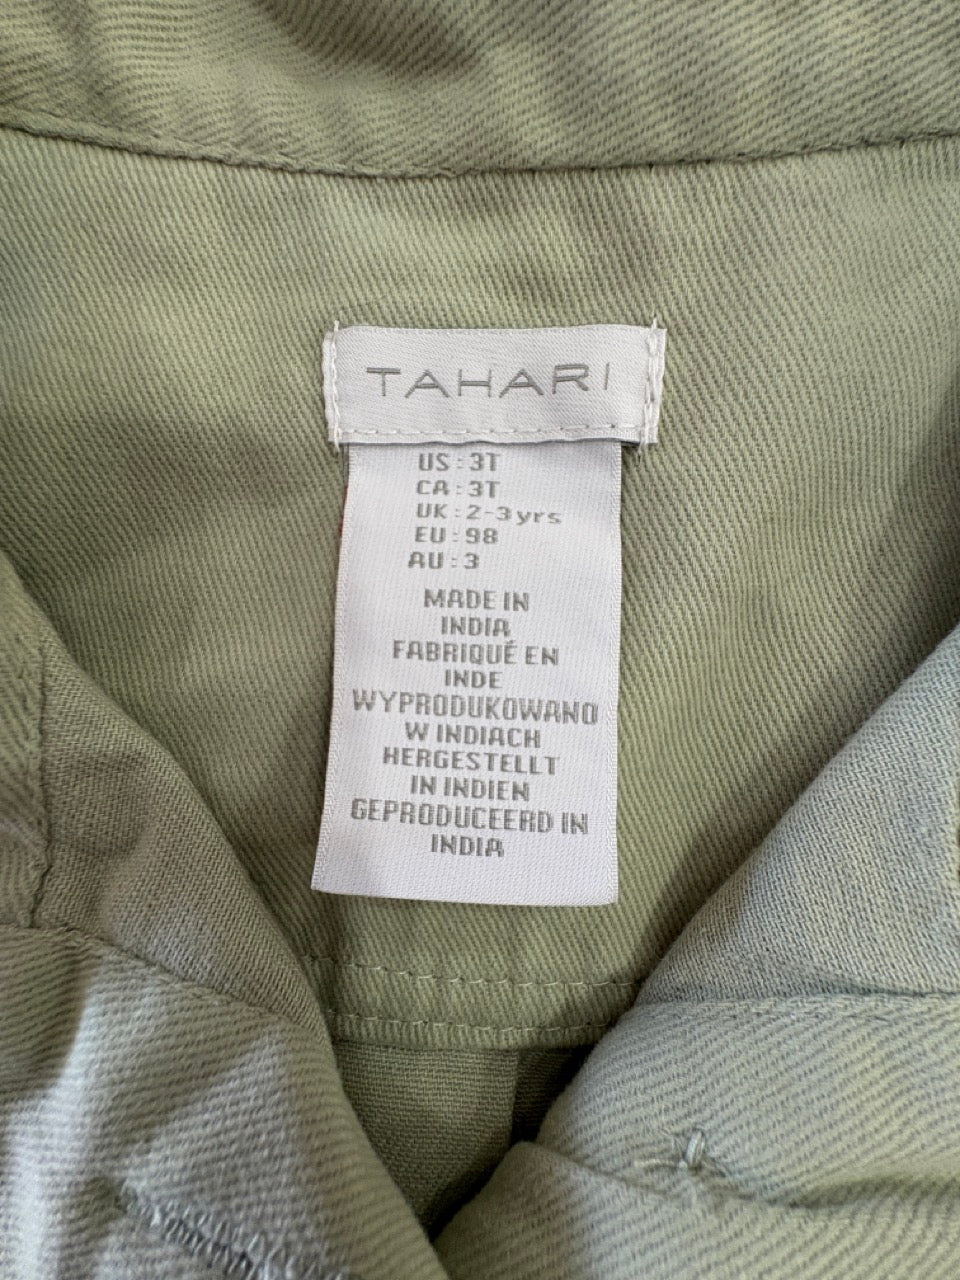 TAHARI
US : 3T
CA : 3T
UK : 2-3 yrs
EU : 98
AU : 3
MADE IN
INDIA
FABRIQUÉ EN
INDE
WYPRODUKOWANO
W INDIACH
HERGESTELLT
IN INDIEN
GEPRODUCEERD IN
INDIA